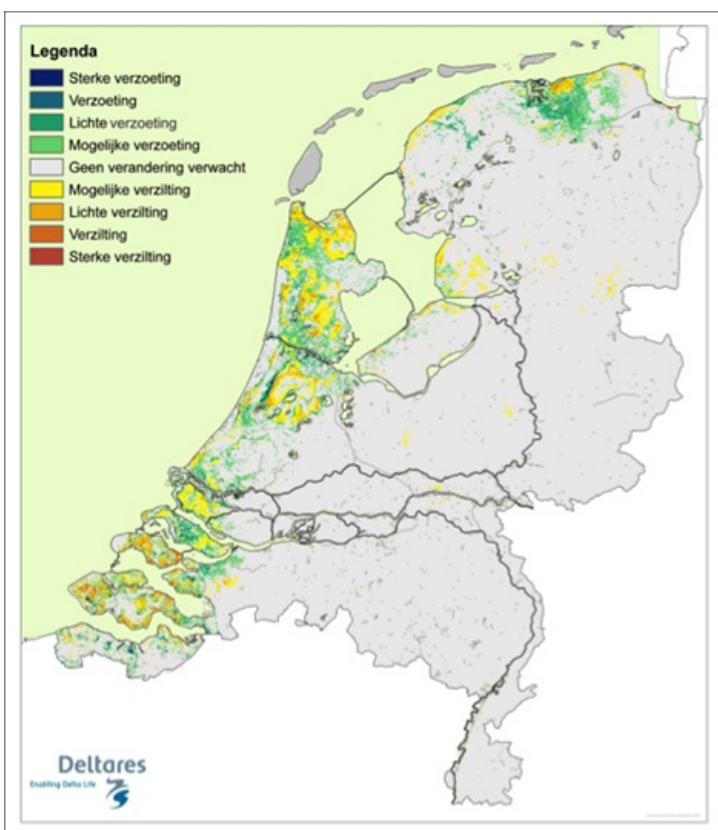 Legenda
Sterke verzoeting
Verzoeting
Lichte verzoeting
Mogelijke verzoeting
Geen verandering verwacht
Mogelijke verzilting
Lichte verzilting
Verzilting
Sterke verzilting
Deltares
Enabling Delta Life